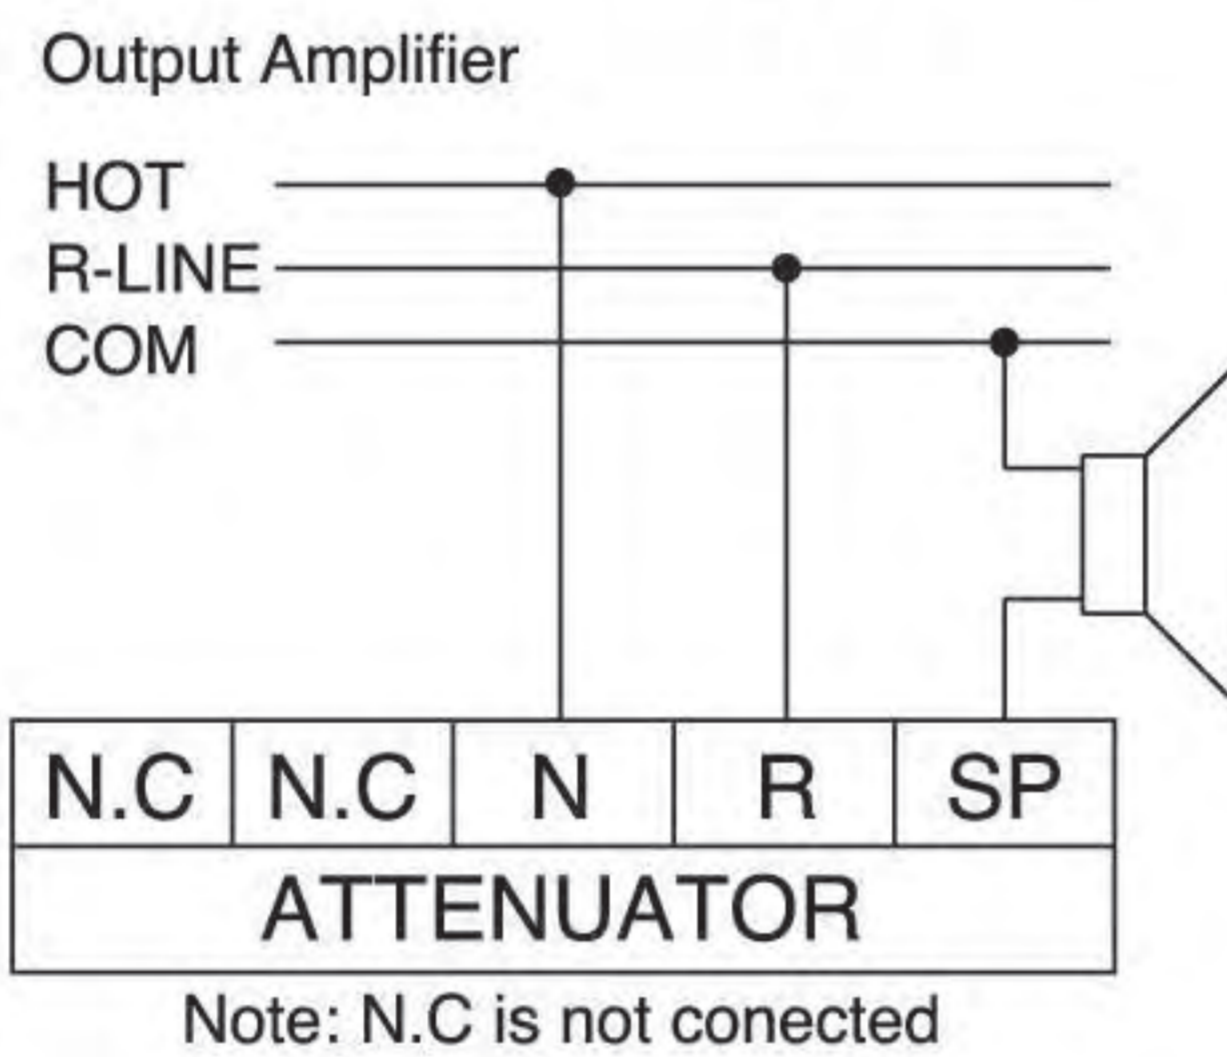 Output Amplifier
HOT
R-LINE
COM
N.C N.C N R SP
ATTENUATOR
Note: N.C is not conected